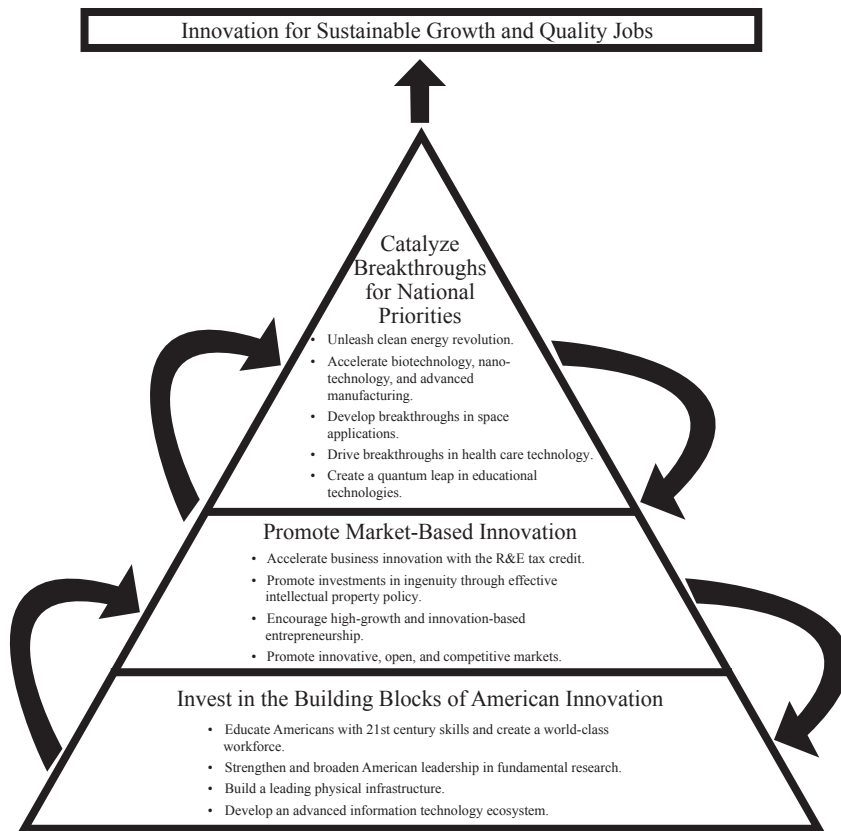 Innovation for Sustainable Growth and Quality Jobs
Catalyze
Breakthroughs
for National
Priorities
• Unleash clean energy revolution.
• Accelerate biotechnology, nano-
technology, and advanced
manufacturing.
• Develop breakthroughs in space
applications.
• Drive breakthroughs in health care technology.
• Create a quantum leap in educational
technologies.
Promote Market-Based Innovation
• Accelerate business innovation with the R&E tax credit.
• Promote investments in ingenuity through effective
intellectual property policy.
• Encourage high-growth and innovation-based
entrepreneurship.
• Promote innovative, open, and competitive markets.
Invest in the Building Blocks of American Innovation
• Educate Americans with 21st century skills and create a world-class
workforce.
• Strengthen and broaden American leadership in fundamental research.
• Build a leading physical infrastructure.
• Develop an advanced information technology ecosystem.